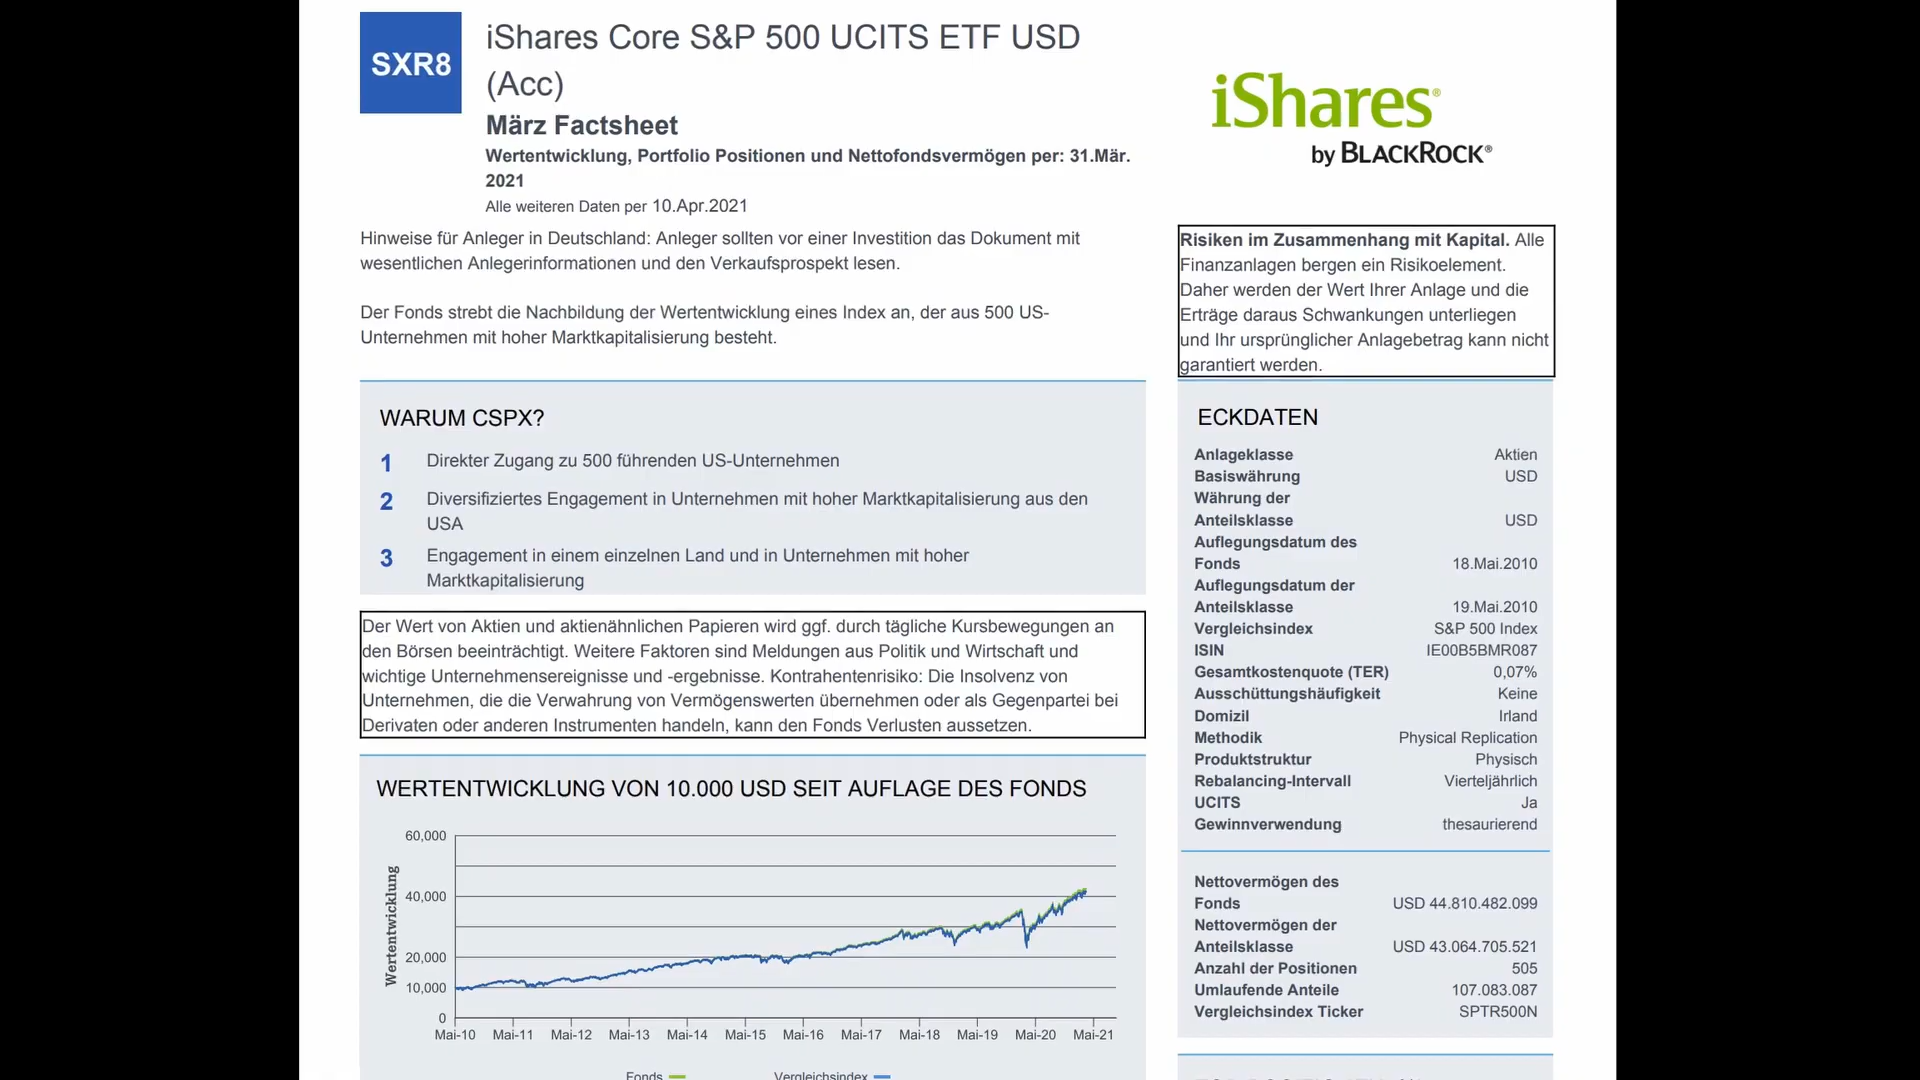 SXR8
iShares Core S&P 500 UCITS ETF USD
(Acc)
März Factsheet
Wertentwicklung, Portfolio Positionen und Nettofondsvermögen per: 31.Mär.
2021
Alle weiteren Daten per 10.Apr.2021
iShares®
by BLACKROCK®
Hinweise für Anleger in Deutschland: Anleger sollten vor einer Investition das Dokument mit
wesentlichen Anlegerinformationen und den Verkaufsprospekt lesen.
Der Fonds strebt die Nachbildung der Wertentwicklung eines Index an, der aus 500 US-
Unternehmen mit hoher Marktkapitalisierung besteht.
WARUM CSPX?
1 Direkter Zugang zu 500 führenden US-Unternehmen
2 Diversifiziertes Engagement in Unternehmen mit hoher Marktkapitalisierung aus den
USA
3 Engagement in einem einzelnen Land und in Unternehmen mit hoher
Marktkapitalisierung
Der Wert von Aktien und aktienähnlichen Papieren wird ggf. durch tägliche Kursbewegungen an
den Börsen beeinträchtigt. Weitere Faktoren sind Meldungen aus Politik und Wirtschaft und
wichtige Unternehmensereignisse und -ergebnisse. Kontrahentenrisiko: Die Insolvenz von
Unternehmen, die die Verwahrung von Vermögenswerten übernehmen oder als Gegenpartei bei
Derivaten oder anderen Instrumenten handeln, kann den Fonds Verlusten aussetzen.
WERTENTWICKLUNG VON 10.000 USD SEIT AUFLAGE DES FONDS
Wertentwicklung
60,000
40,000
20,000
10,000
0
Mai-10 Mai-11 Mai-12 Mai-13 Mai-14 Mai-15 Mai-16 Mai-17 Mai-18 Mai-19 Mai-20 Mai-21
Fonds Vergleichsindex
Risiken im Zusammenhang mit Kapital. Alle
Finanzanlagen bergen ein Risikoelement.
Daher werden der Wert Ihrer Anlage und die
Erträge daraus Schwankungen unterliegen
und Ihr ursprünglicher Anlagebetrag kann nicht
garantiert werden.
ECKDATEN
Anlageklasse Aktien
Basiswährung USD
Währung der
Anteilsklasse USD
Auflegungsdatum des
Fonds 18.Mai.2010
Auflegungsdatum der
Anteilsklasse 19.Mai.2010
Vergleichsindex S&P 500 Index
ISIN IE00B5BMR087
Gesamtkostenquote (TER) 0,07%
Ausschüttungshäufigkeit Keine
Domizil Irland
Methodik Physical Replication
Produktstruktur Physisch
Rebalancing-Intervall Vierteljährlich
UCITS Ja
Gewinnverwendung thesaurierend
Nettovermögen des
Fonds USD 44.810.482.099
Nettovermögen der
Anteilsklasse USD 43.064.705.521
Anzahl der Positionen 505
Umlaufende Anteile 107.083.087
Vergleichsindex Ticker SPTR500N